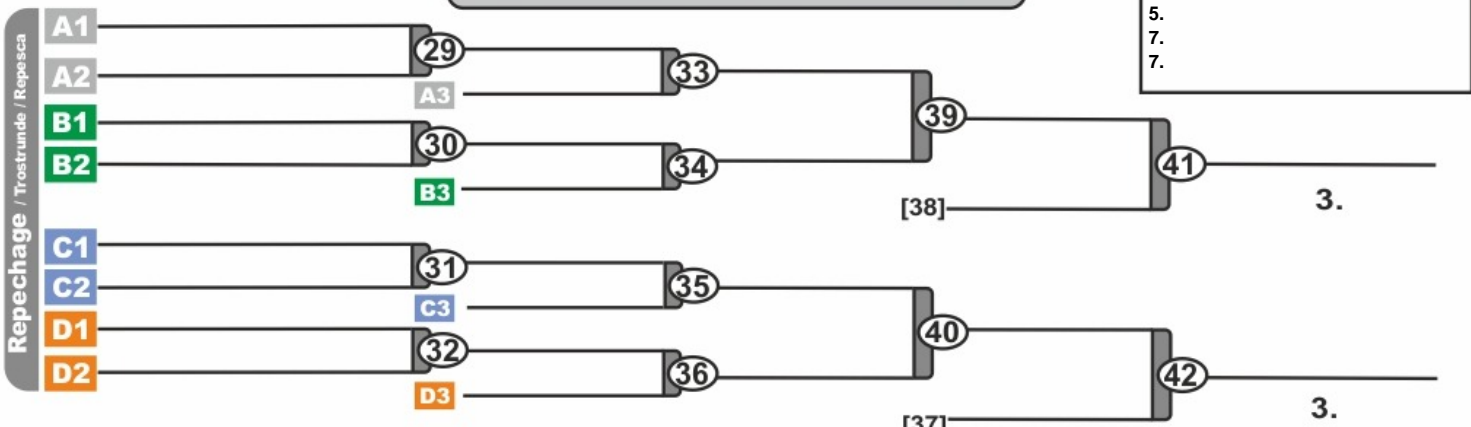 5.
7.
7.
Repechage / Trostrunde / Repesca
A1
29
33
A2
A3
39
B1
30
34
B2
B3
41
[38]
3.
C1
31
35
C2
C3
40
D1
32
36
D2
D3
42
[37]
3.